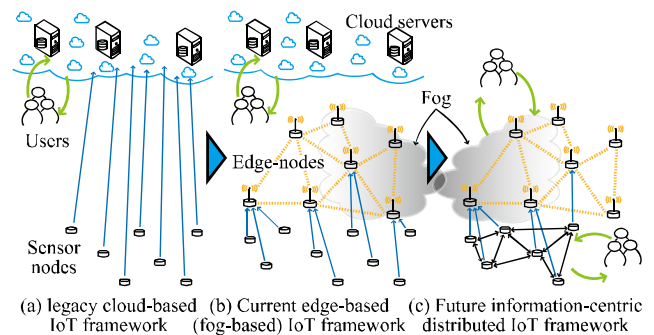 Cloud servers
Users
Fog
Edge-nodes
Sensor
nodes
(a) legacy cloud-based
IoT framework
(b) Current edge-based
(fog-based) IoT framework
(c) Future information-centric
distributed IoT framework